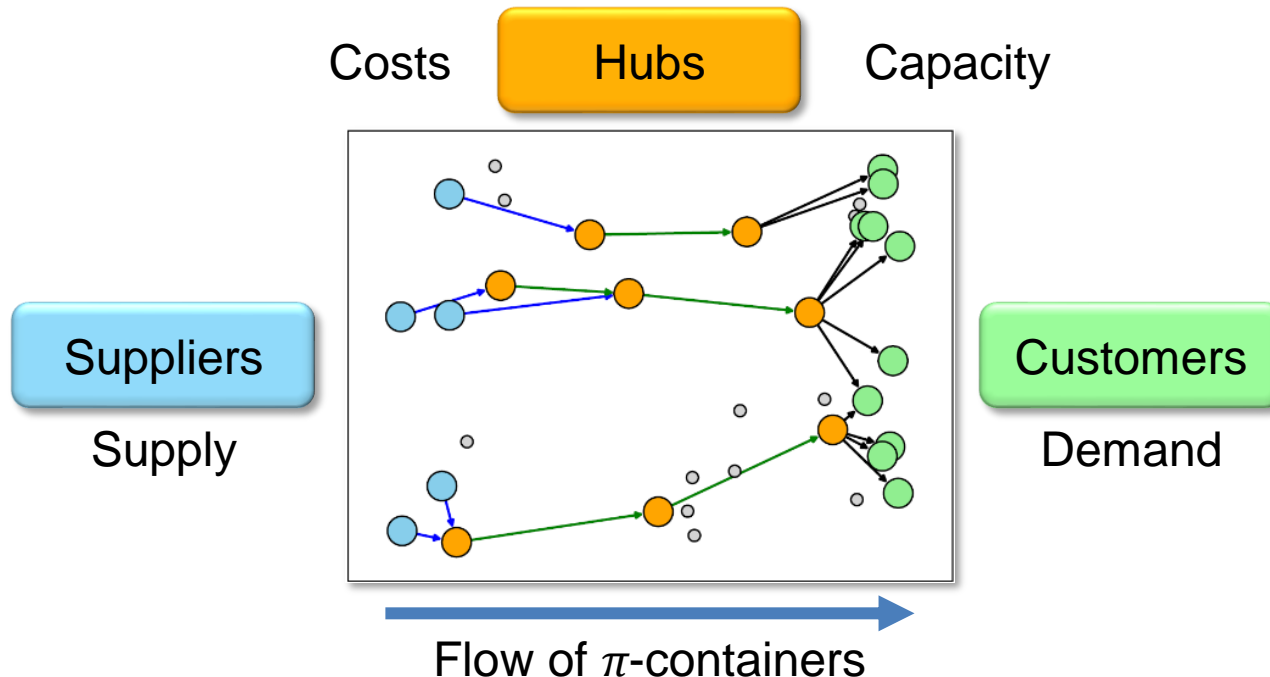 Costs
Hubs
Capacity
Suppliers
Supply
Customers
Demand
Flow of π-containers